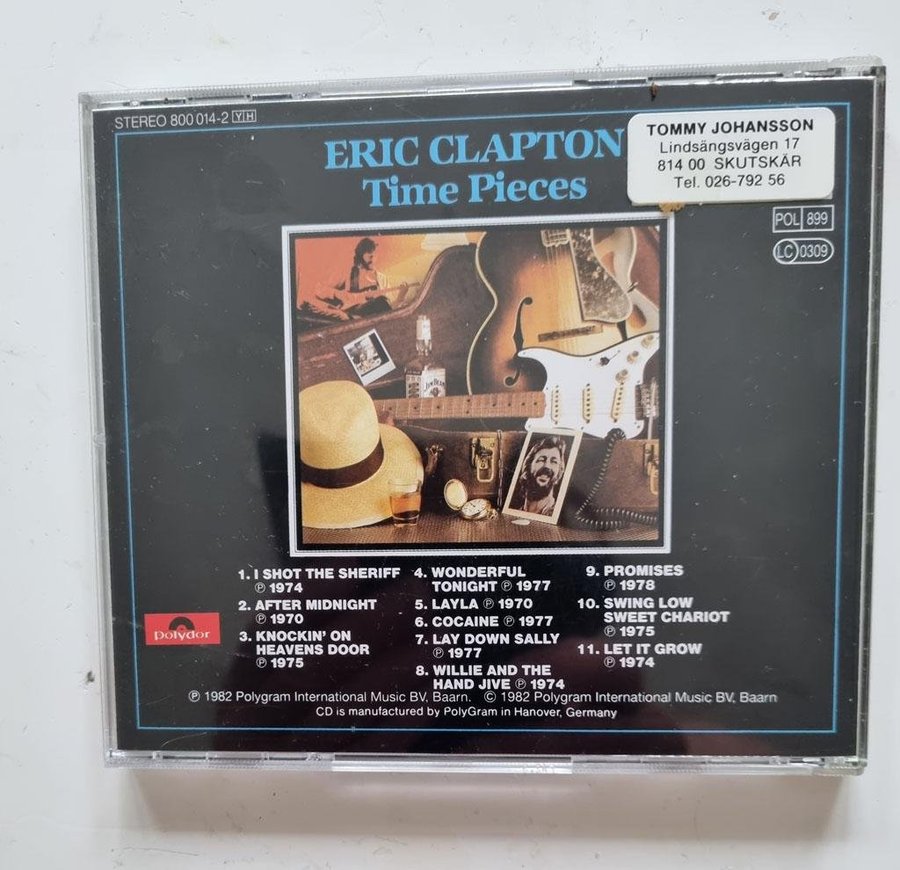 STEREO 800 014-2 YH
ERIC CLAPTON
Time Pieces
TOMMY JOHANSSON
Lindsängsvägen 17
814 00 SKUTSKÄR
Tel. 026-792 56
POL 899
LC 0309
JIM BEAM
1. I SHOT THE SHERIFF
℗ 1974
2. AFTER MIDNIGHT
℗ 1970
3. KNOCKIN' ON
HEAVENS DOOR
℗ 1975
4. WONDERFUL
TONIGHT ℗ 1977
5. LAYLA ℗ 1970
6. COCAINE ℗ 1977
7. LAY DOWN SALLY
℗ 1977
8. WILLIE AND THE
HAND JIVE ℗ 1974
9. PROMISES
℗ 1978
10. SWING LOW
SWEET CHARIOT
℗ 1975
11. LET IT GROW
℗ 1974
polydor
℗ 1982 Polygram International Music BV, Baarn. © 1982 Polygram International Music BV, Baarn
CD is manufactured by PolyGram in Hanover, Germany